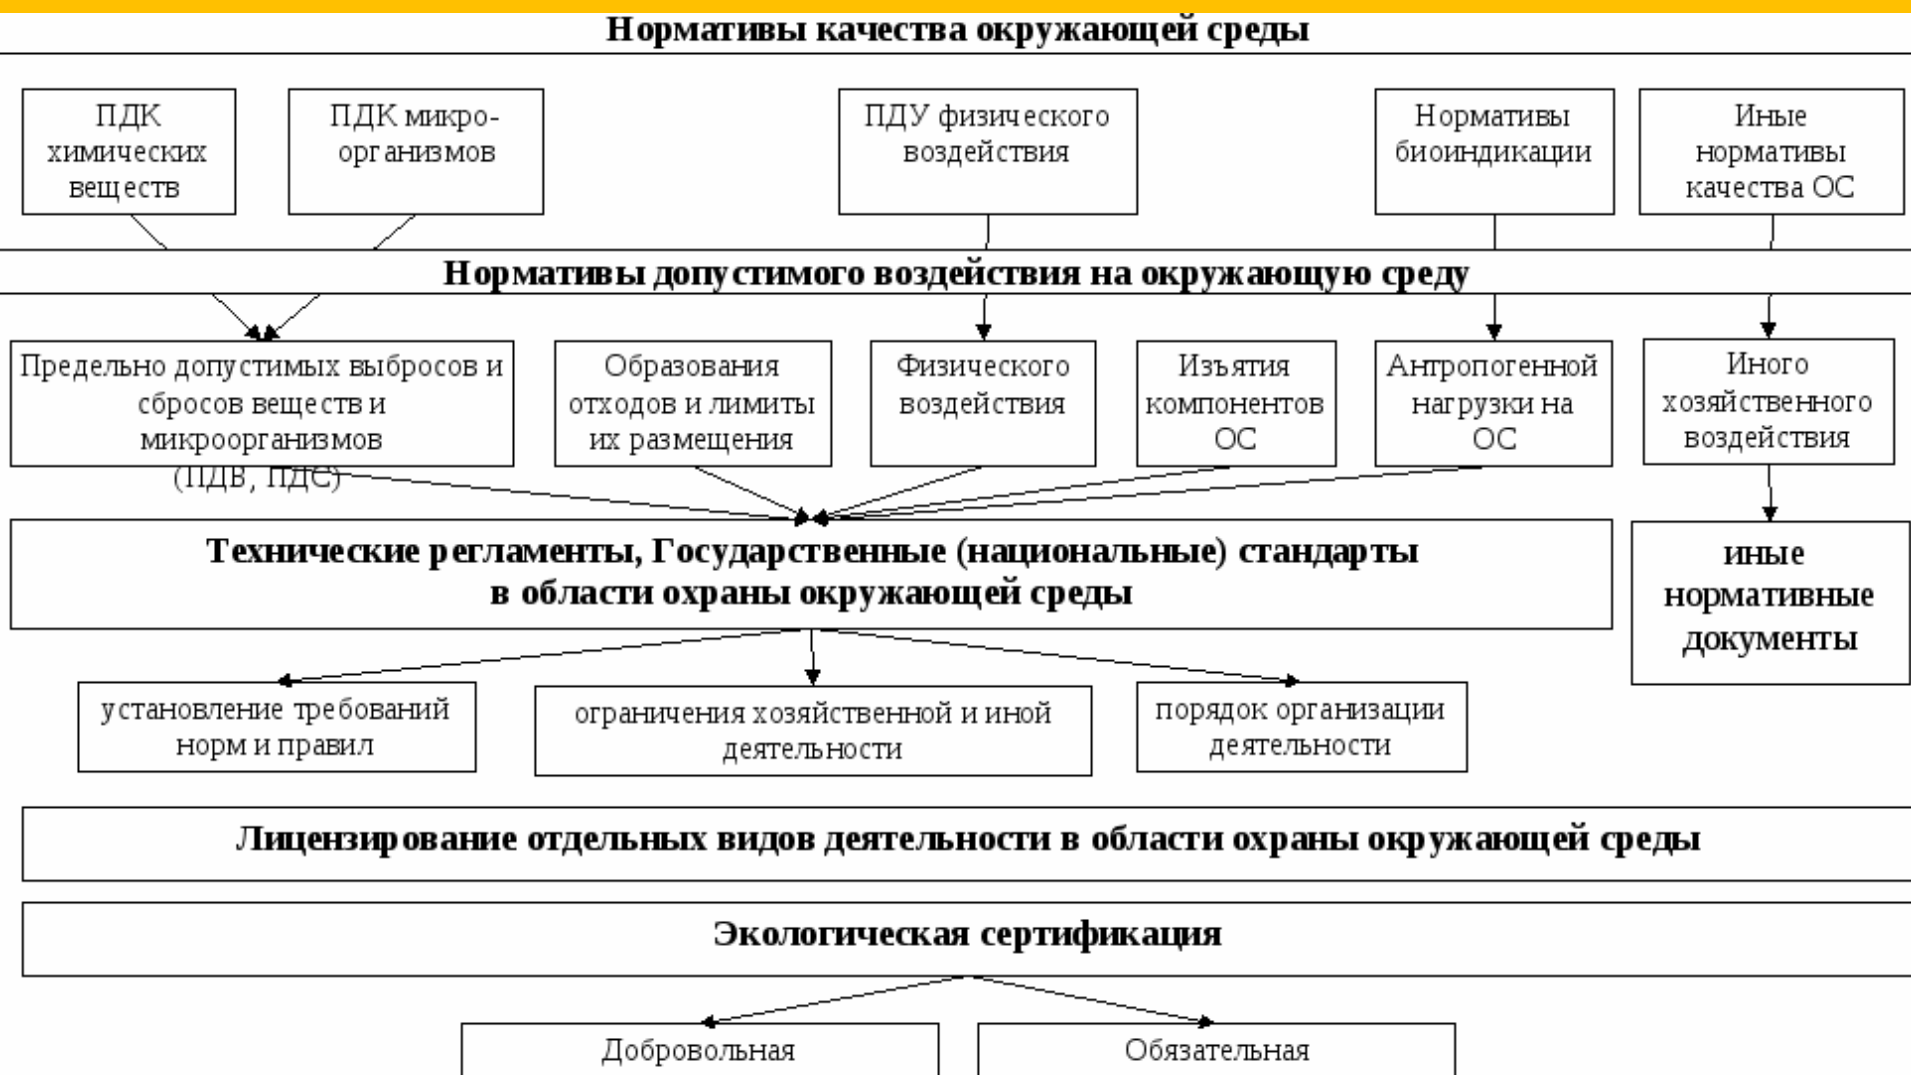 Нормативы качества окружающей среды
ПДК
химических
веществ
ПДК микро-
организмов
ПДУ физического
воздействия
Нормативы
биоиндикации
Иные
нормативы
качества ОС
Нормативы допустимого воздействия на окружающую среду
Предельно допустимых выбросов и
сбросов веществ и
микроорганизмов
(ПДВ, ПДС)
Образования
отходов и лимиты
их размещения
Физического
воздействия
Изъятия
компонентов
ОС
Антропогенной
нагрузки на
ОС
Иного
хозяйственного
воздействия
Технические регламенты, Государственные (национальные) стандарты
в области охраны окружающей среды
иные
нормативные
документы
установление требований
норм и правил
ограничения хозяйственной и иной
деятельности
порядок организации
деятельности
Лицензирование отдельных видов деятельности в области охраны окружающей среды
Экологическая сертификация
Добровольная
Обязательная